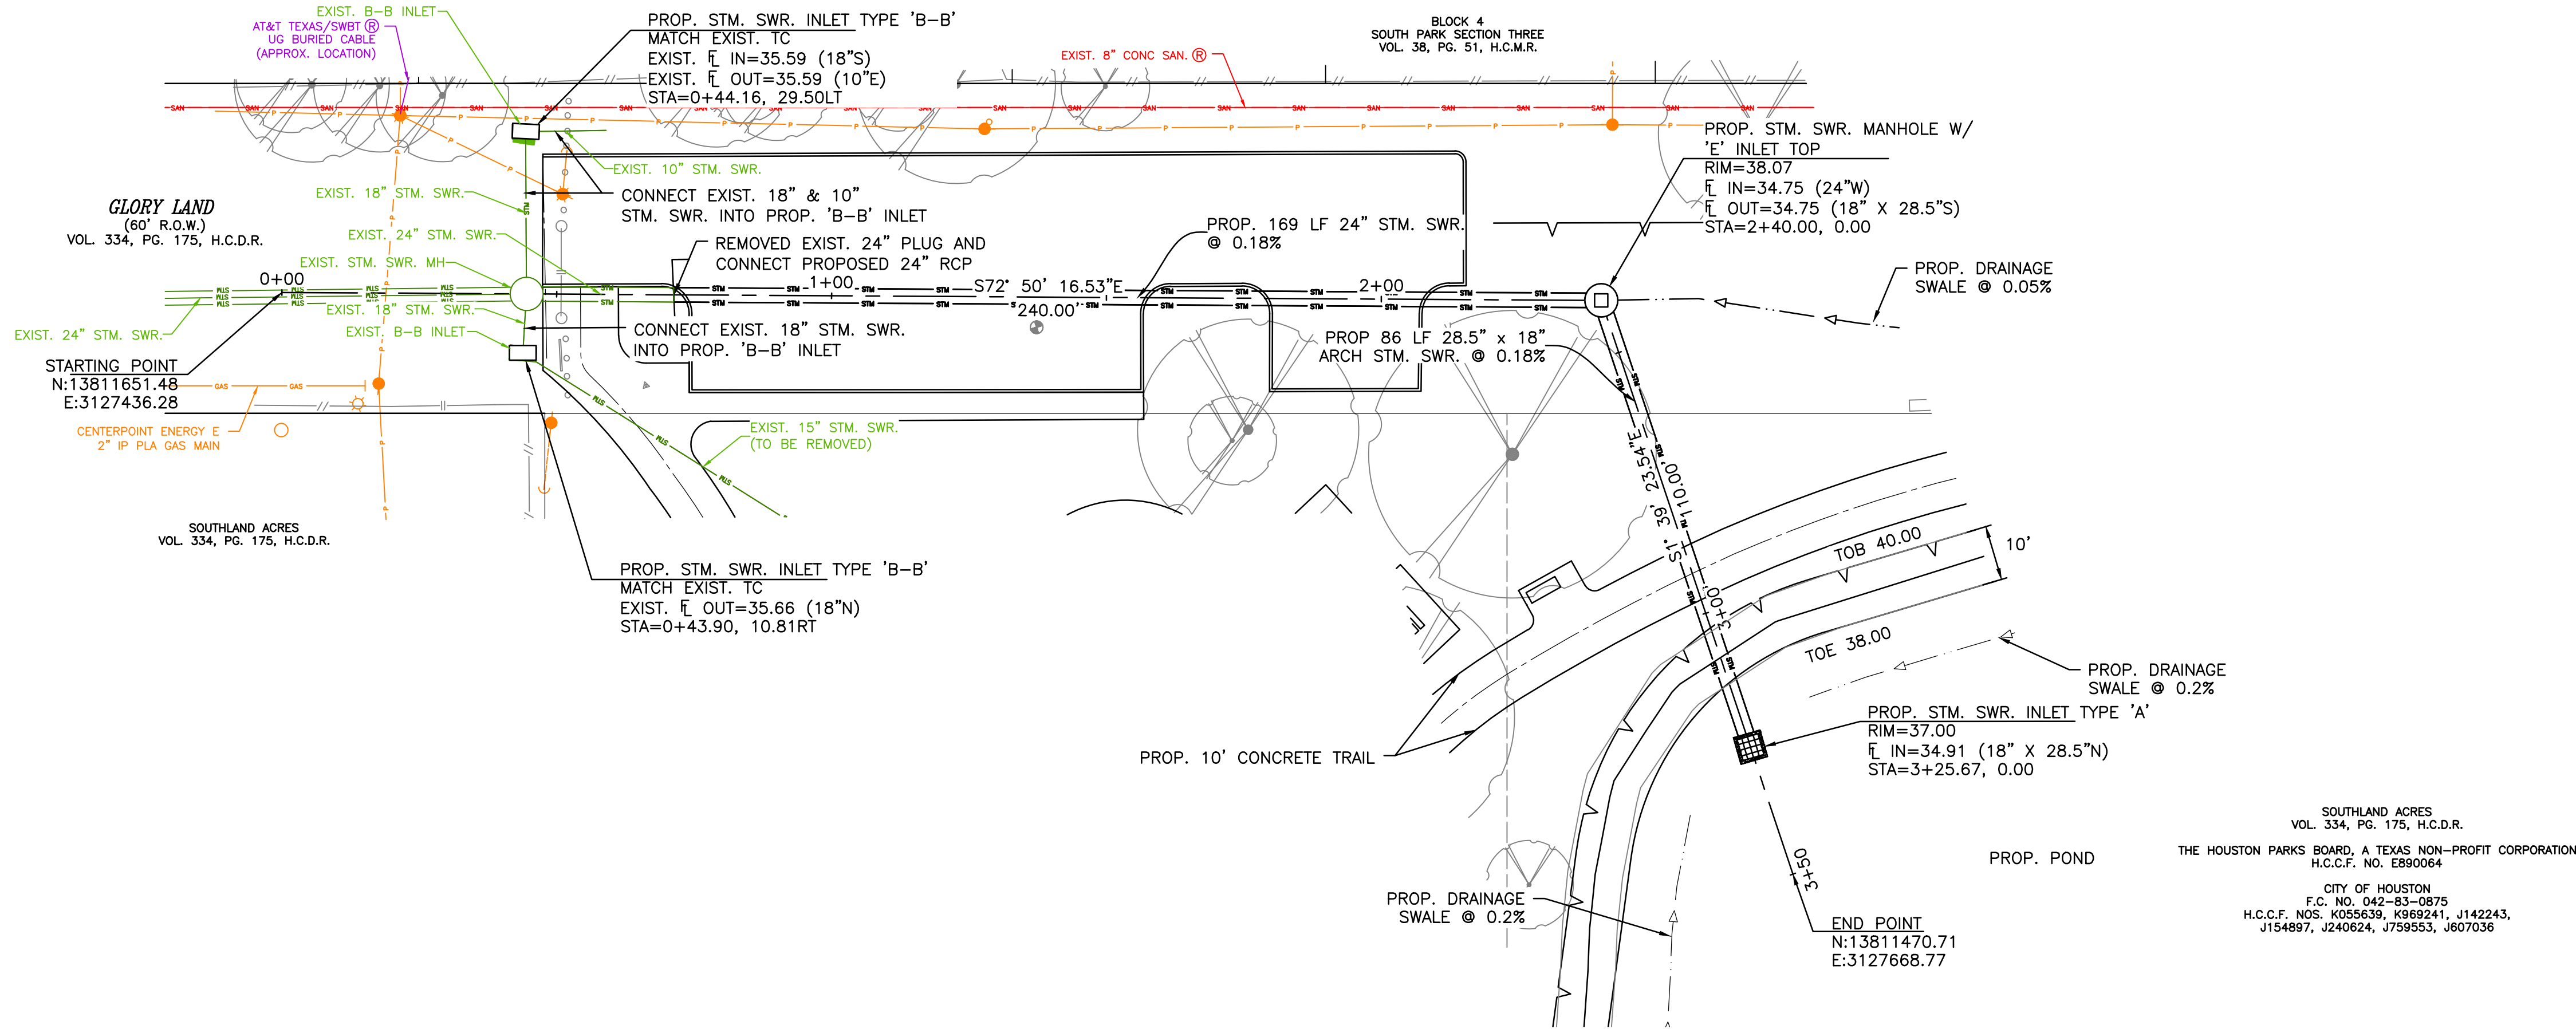 EXIST. B-B INLET
AT&T TEXAS/SWBT Ⓡ
UG BURIED CABLE
(APPROX. LOCATION)
PROP. STM. SWR. INLET TYPE 'B-B'
MATCH EXIST. TC
EXIST. FL IN=35.59 (18"S)
EXIST. FL OUT=35.59 (10"E)
STA=0+44.16, 29.50LT
EXIST. 8" CONC SAN. Ⓡ
BLOCK 4
SOUTH PARK SECTION THREE
VOL. 38, PG. 51, H.C.M.R.
PROP. STM. SWR. MANHOLE W/
'E' INLET TOP
RIM=38.07
FL IN=34.75 (24"W)
FL OUT=34.75 (18" X 28.5"S)
STA=2+40.00, 0.00
EXIST. 10" STM. SWR.
EXIST. 18" STM. SWR.
CONNECT EXIST. 18" & 10"
STM. SWR. INTO PROP. 'B-B' INLET
GLORY LAND
(60' R.O.W.)
VOL. 334, PG. 175, H.C.D.R.
EXIST. 24" STM. SWR.
REMOVED EXIST. 24" PLUG AND
CONNECT PROPOSED 24" RCP
PROP. 169 LF 24" STM. SWR.
@ 0.18%
EXIST. STM. SWR. MH
0+00
1+00
S72° 50' 16.53"E
2+00
240.00'
PROP. DRAINAGE
SWALE @ 0.05%
EXIST. 18" STM. SWR.
EXIST. 24" STM. SWR.
EXIST. B-B INLET
CONNECT EXIST. 18" STM. SWR.
INTO PROP. 'B-B' INLET
PROP 86 LF 28.5" x 18"
ARCH STM. SWR. @ 0.18%
STARTING POINT
N:13811651.48
E:3127436.28
GAS
GAS
CENTERPOINT ENERGY E
2" IP PLA GAS MAIN
EXIST. 15" STM. SWR.
(TO BE REMOVED)
S1° 39' 23.54"E
110.00'
SOUTHLAND ACRES
VOL. 334, PG. 175, H.C.D.R.
TOB 40.00
10'
PROP. STM. SWR. INLET TYPE 'B-B'
MATCH EXIST. TC
EXIST. FL OUT=35.66 (18"N)
STA=0+43.90, 10.81RT
3+00
TOE 38.00
PROP. DRAINAGE
SWALE @ 0.2%
PROP. 10' CONCRETE TRAIL
PROP. STM. SWR. INLET TYPE 'A'
RIM=37.00
FL IN=34.91 (18" X 28.5"N)
STA=3+25.67, 0.00
3+50
PROP. POND
PROP. DRAINAGE
SWALE @ 0.2%
END POINT
N:13811470.71
E:3127668.77
SOUTHLAND ACRES
VOL. 334, PG. 175, H.C.D.R.
THE HOUSTON PARKS BOARD, A TEXAS NON-PROFIT CORPORATION
H.C.C.F. NO. E890064
CITY OF HOUSTON
F.C. NO. 042-83-0875
H.C.C.F. NOS. K055639, K969241, J142243,
J154897, J240624, J759553, J607036